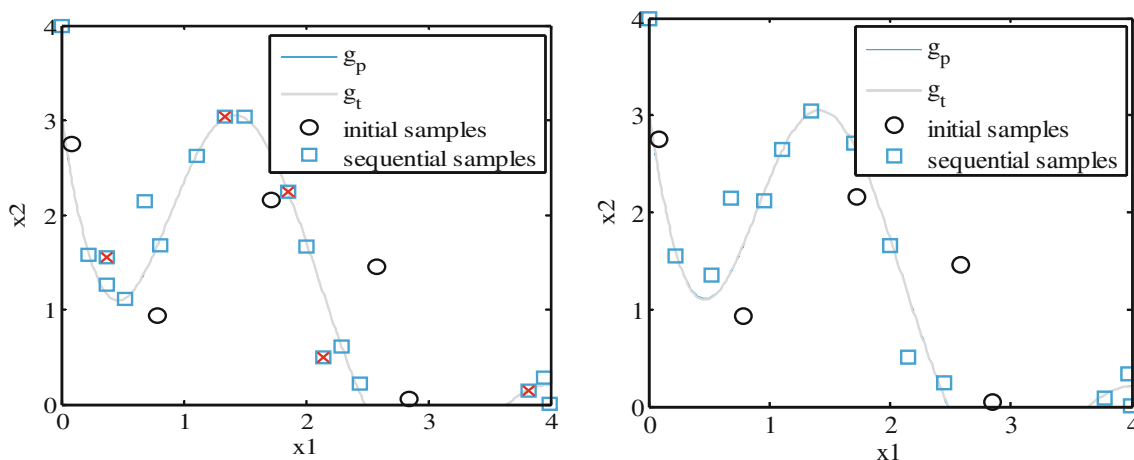 4
3
2
1
0
x2
g_p
g_t
initial samples
sequential samples
0
1
2
3
4
x1
4
3
2
1
0
x2
g_p
g_t
initial samples
sequential samples
0
1
2
3
4
x1